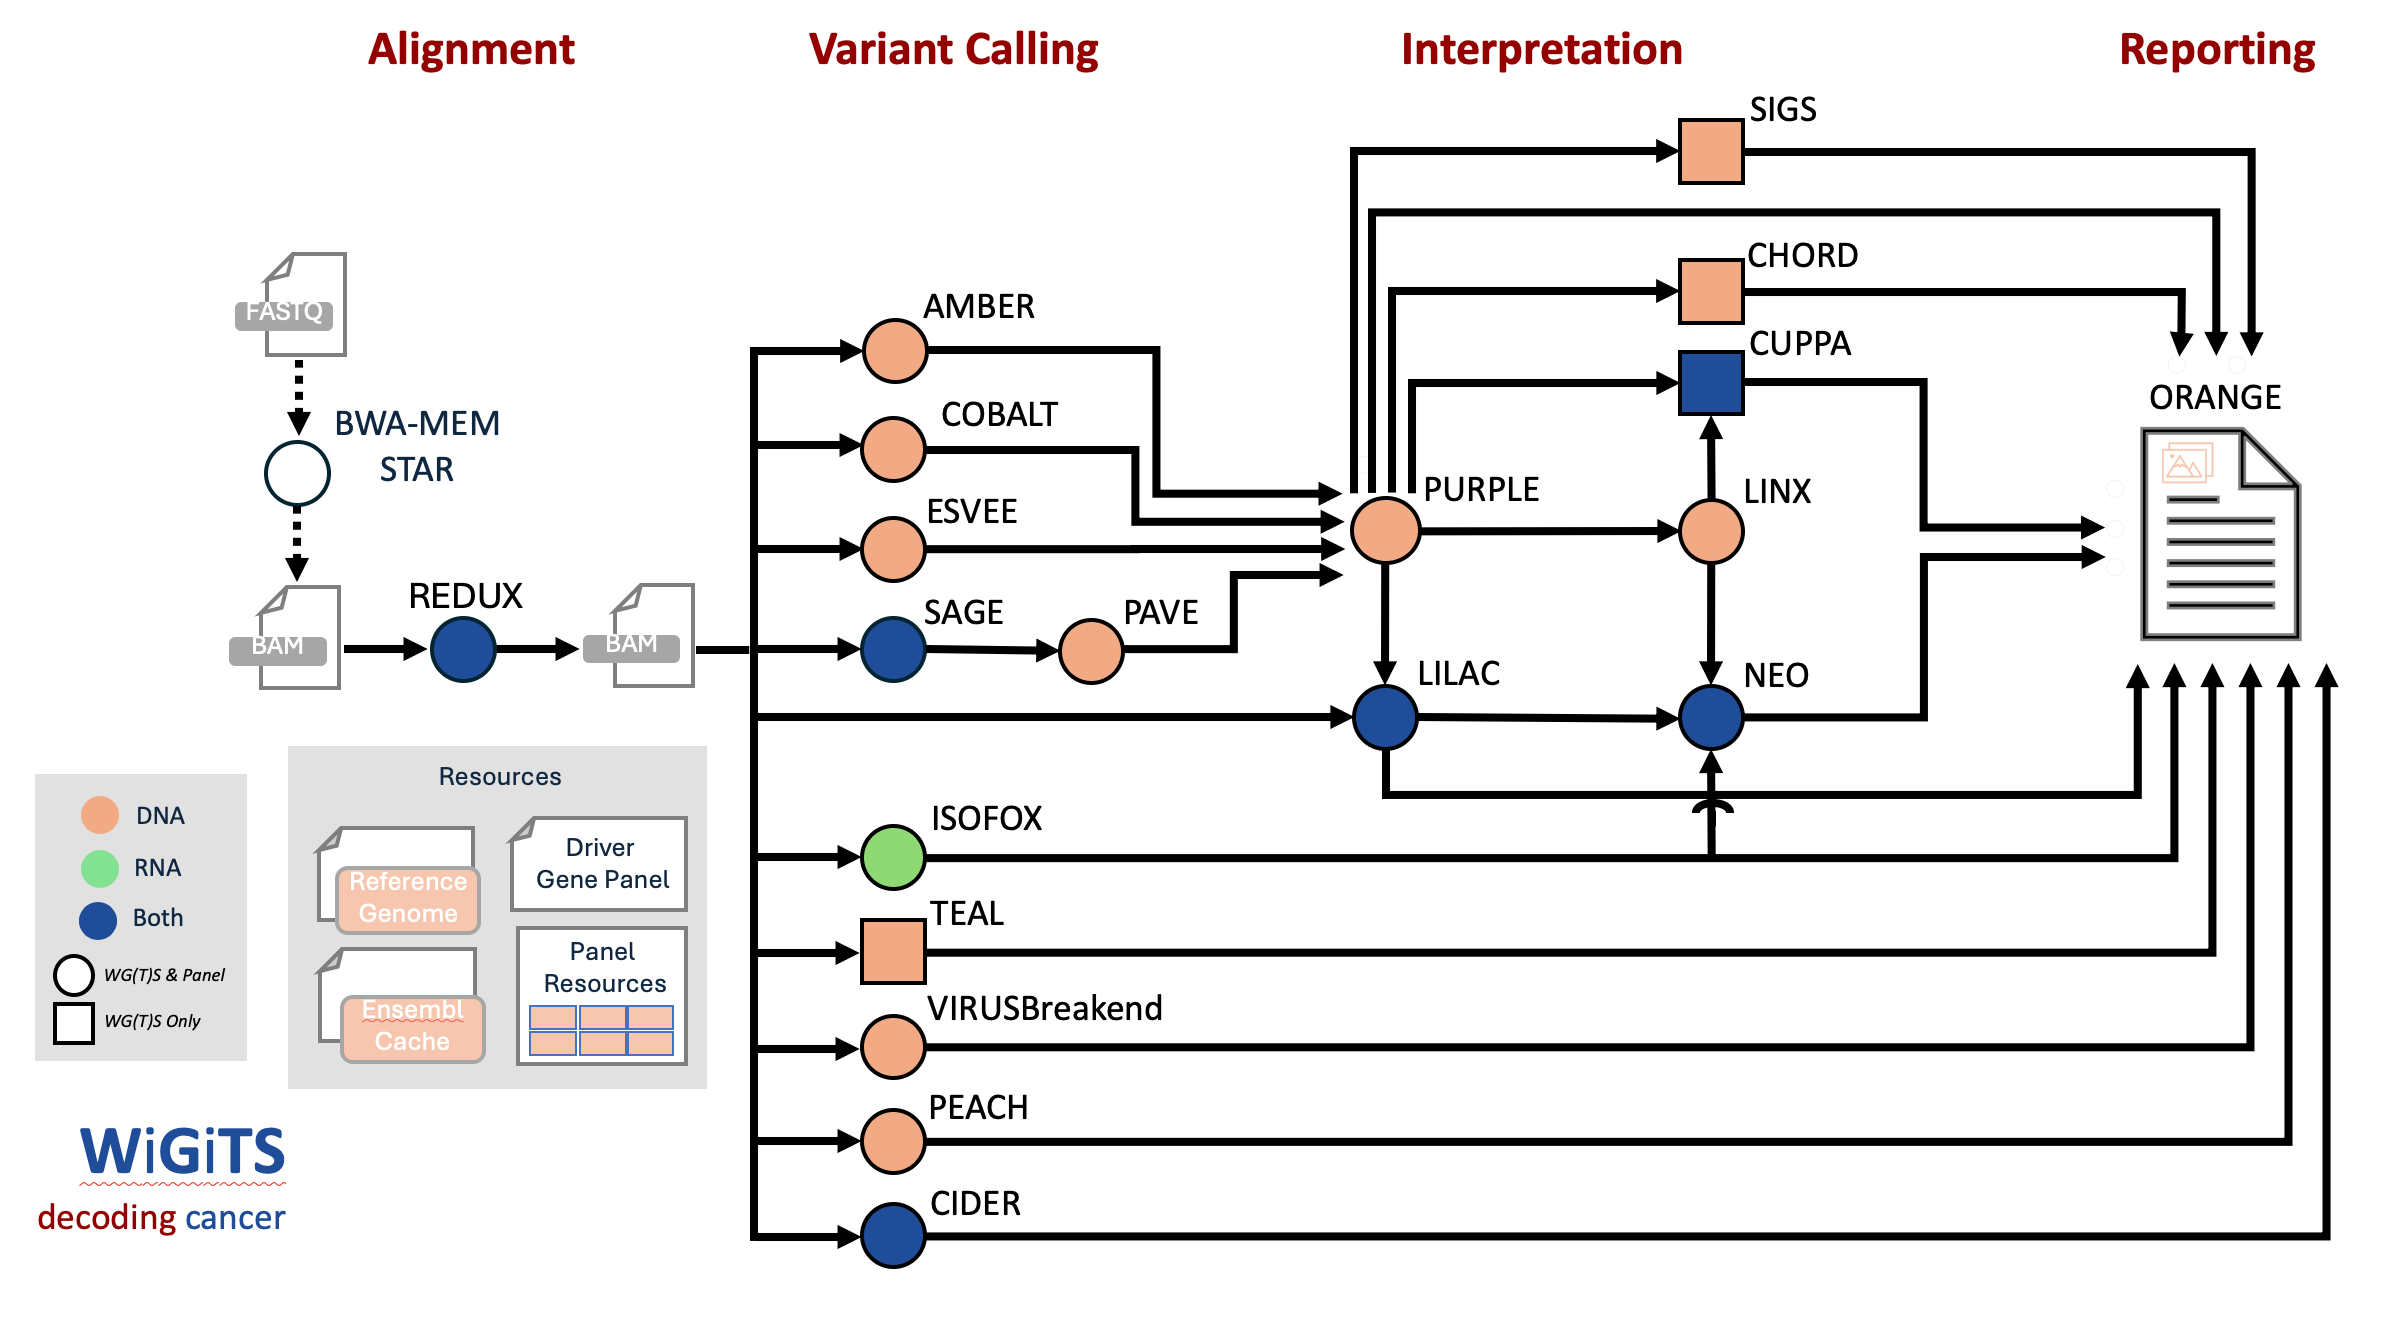 Alignment
Variant Calling
Interpretation
Reporting
SIGS
CHORD
CUPPA
FASTQ
BWA-MEM
STAR
AMBER
COBALT
ESVEE
PURPLE
LINX
ORANGE
REDUX
BAM
BAM
SAGE
PAVE
LILAC
NEO
ISOFOX
TEAL
VIRUSBreakend
PEACH
CIDER
DNA
RNA
Both
WG(T)S & Panel
WG(T)S Only
Resources
Reference
Genome
Driver
Gene Panel
Ensembl
Cache
Panel
Resources
WiGiTS
decoding cancer